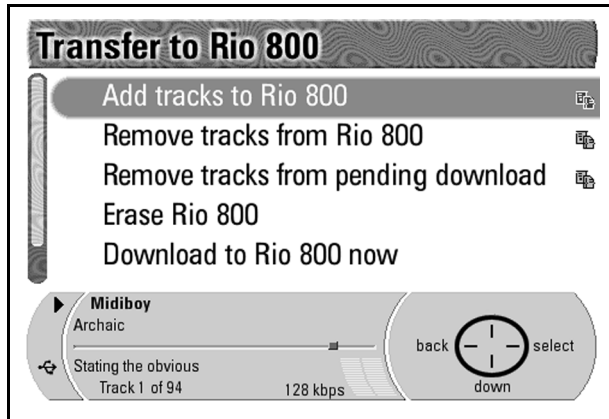 Transfer to Rio 800
Add tracks to Rio 800
Remove tracks from Rio 800
Remove tracks from pending download
Erase Rio 800
Download to Rio 800 now
Midiboy
Archaic
Stating the obvious
Track 1 of 94 128 kbps
back select
down